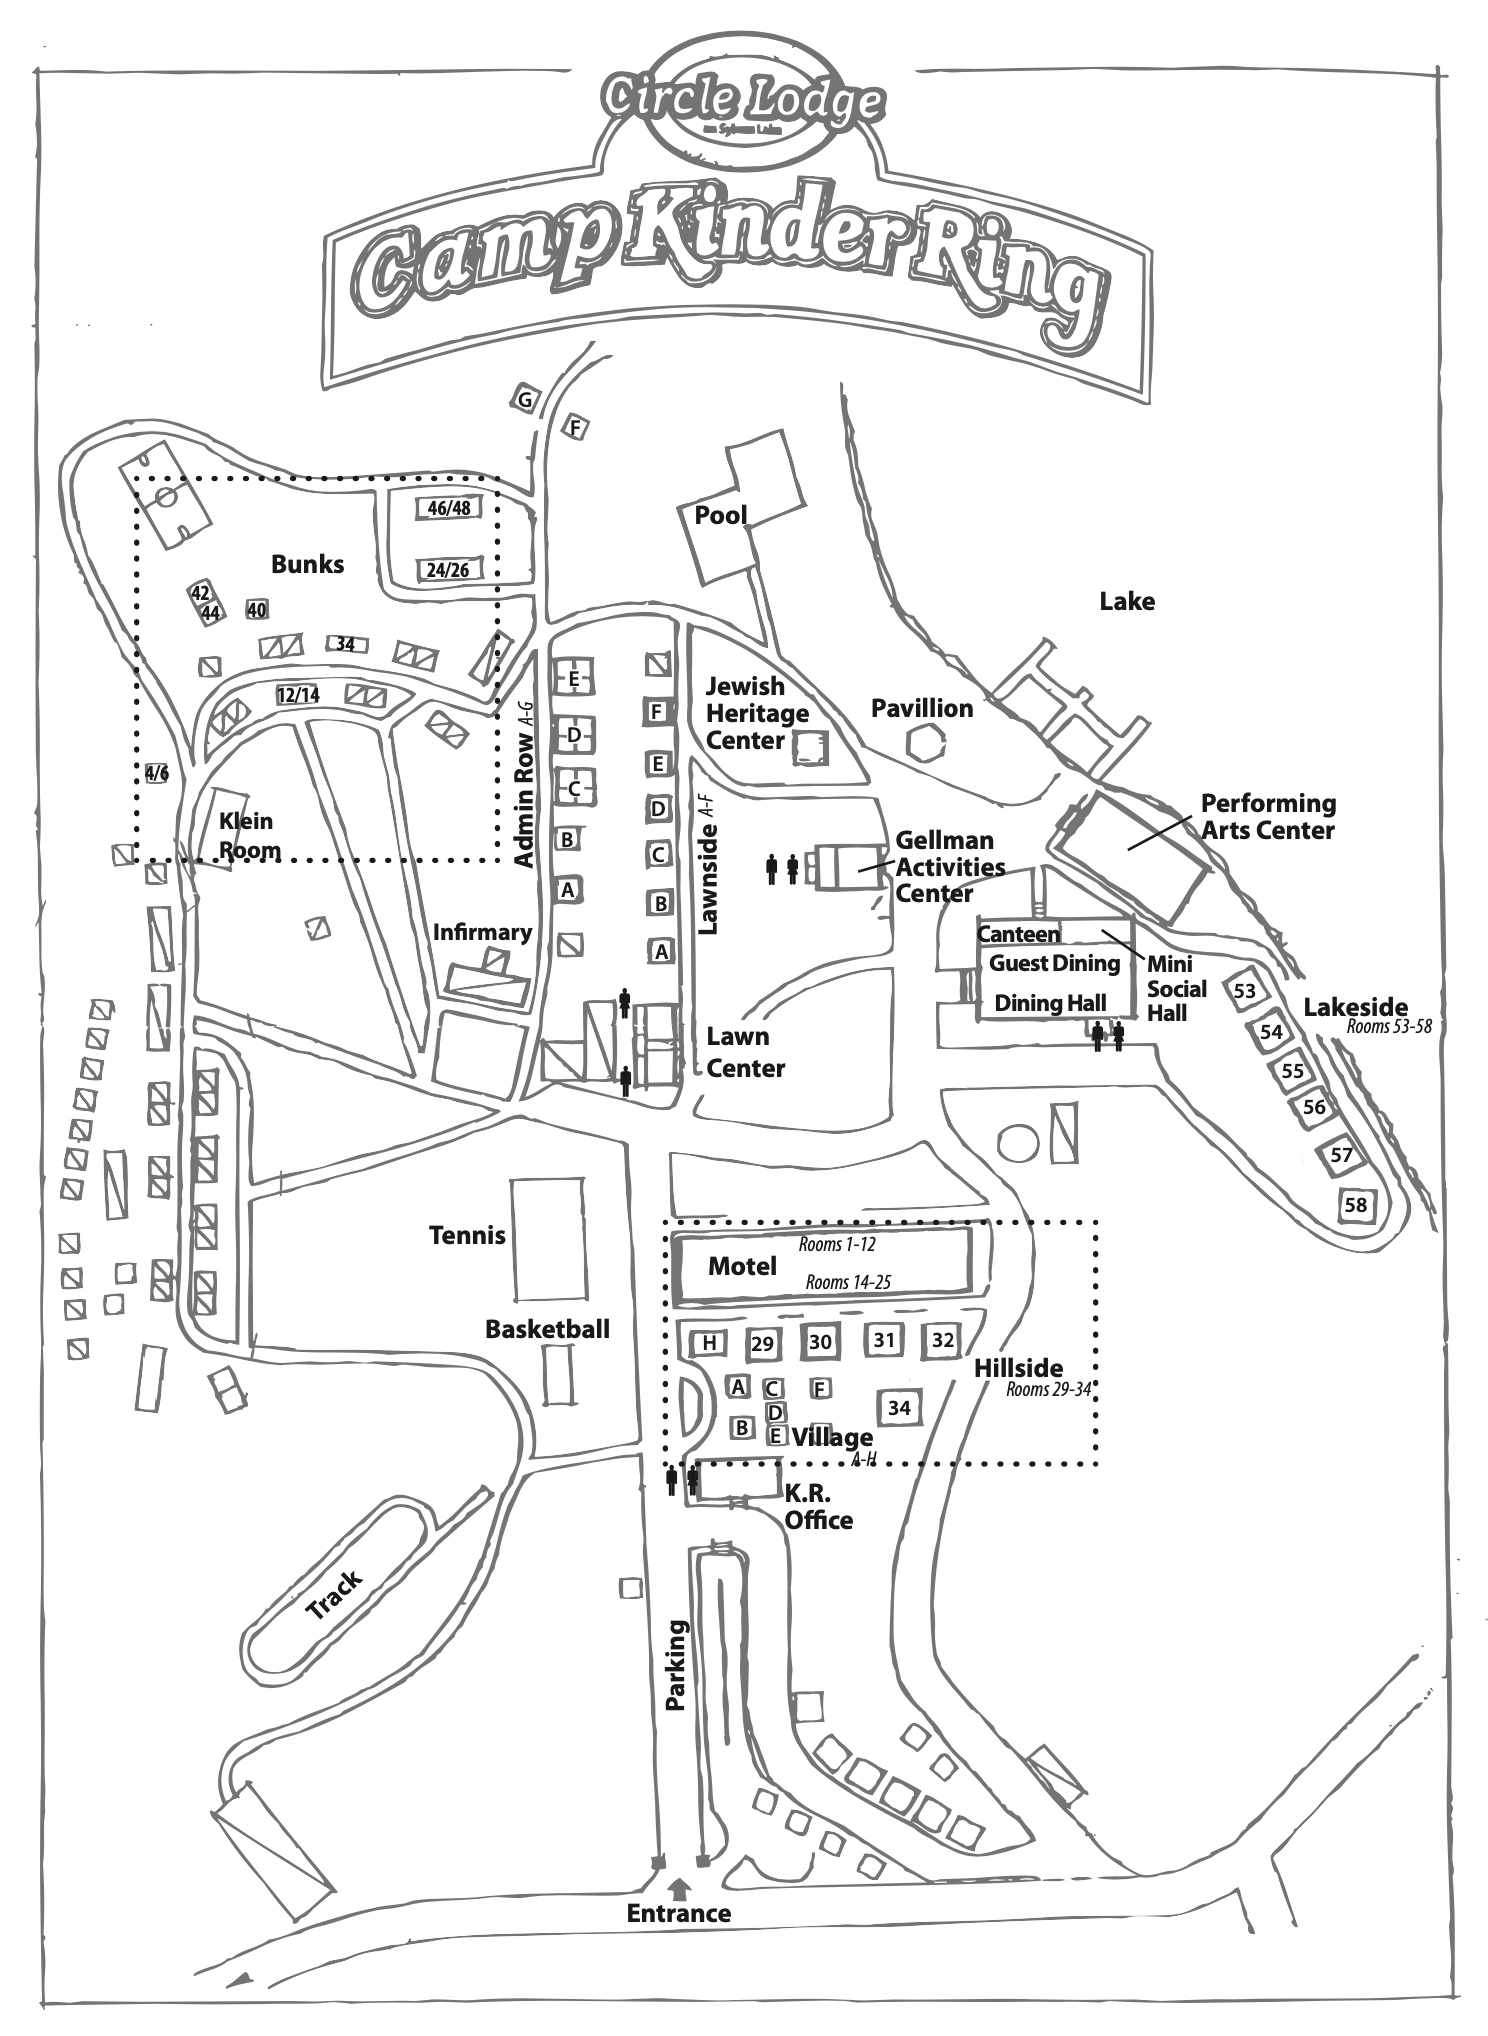 Circle Lodge
on Sylvan Lake
Camp Kinder Ring
G
F
46/48
Pool
Bunks
24/26
42
44
40
Lake
34
E
Jewish
Heritage
Center
12/14
F
Pavillion
Admin Row A-G
D
E
4/6
C
D
Lawnside A-F
Performing
Arts Center
Klein
Room
B
C
Gellman
Activities
Center
A
B
Infirmary
A
Canteen
Guest Dining
Dining Hall
Mini
Social
Hall
53
Lakeside
Rooms 53-58
54
Lawn
Center
55
56
57
58
Tennis
Rooms 1-12
Motel
Rooms 14-25
Basketball
H
29
30
31
32
Hillside
Rooms 29-34
A
C
F
D
34
B
E
Village
A-H
K.R.
Office
Track
Parking
Entrance